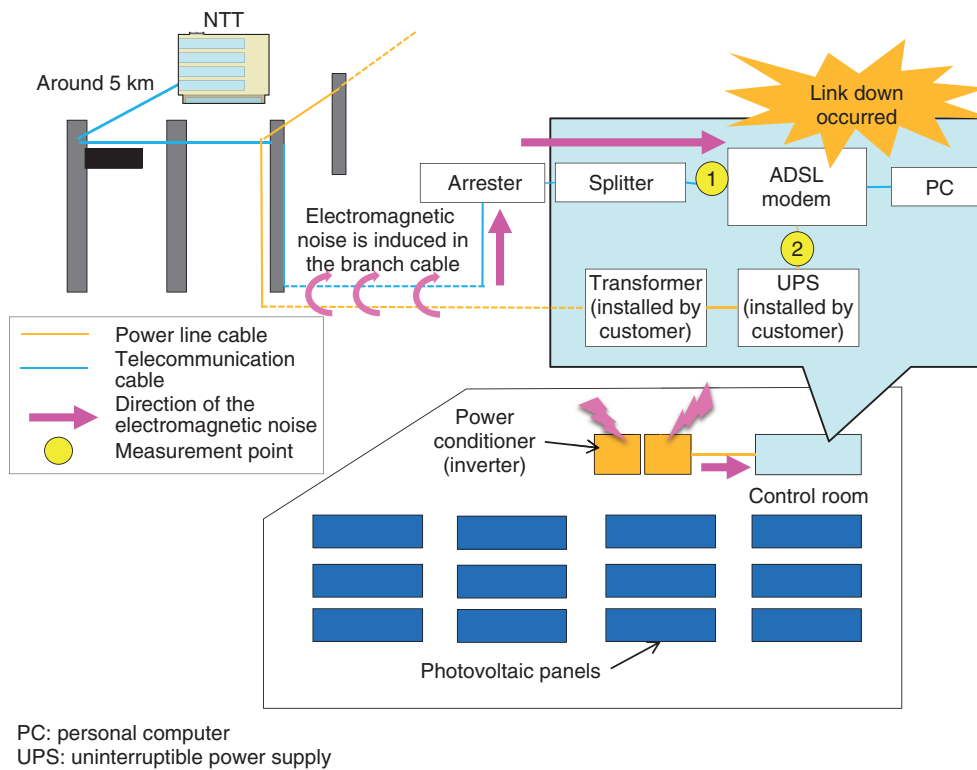 NTT
Around 5 km
Link down
occurred
Arrester
Splitter
1
ADSL
modem
PC
Electromagnetic
noise is induced in
the branch cable
2
Transformer
(installed by
customer)
UPS
(installed by
customer)
Power line cable
Telecommunication
cable
Direction of the
electromagnetic noise
Measurement point
Power
conditioner
(inverter)
Control room
Photovoltaic panels
PC: personal computer
UPS: uninterruptible power supply